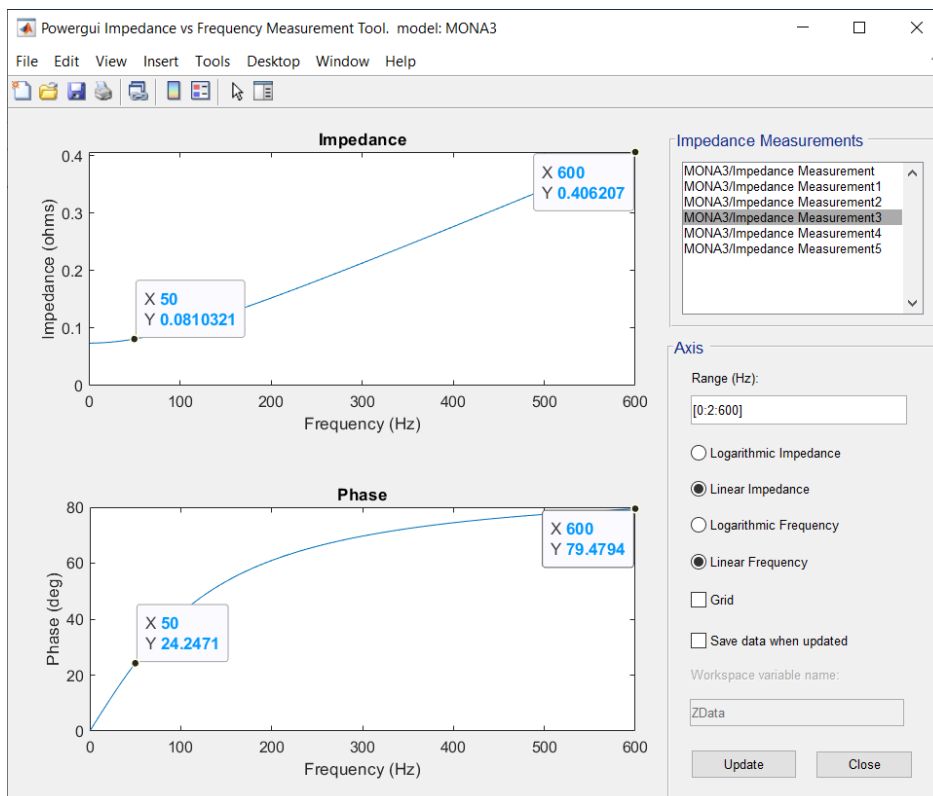 Powergui Impedance vs Frequency Measurement Tool.  model: MONA3
File Edit View Insert Tools Desktop Window Help
Impedance
0.4
0.3
0.2
0.1
0
Impedance (ohms)
X 600
Y 0.406207
X 50
Y 0.0810321
0 100 200 300 400 500 600
Frequency (Hz)
Phase
80
60
40
20
0
Phase (deg)
X 600
Y 79.4794
X 50
Y 24.2471
0 100 200 300 400 500 600
Frequency (Hz)
Impedance Measurements
MONA3/Impedance Measurement
MONA3/Impedance Measurement1
MONA3/Impedance Measurement2
MONA3/Impedance Measurement3
MONA3/Impedance Measurement4
MONA3/Impedance Measurement5
Axis
Range (Hz):
[0:2:600]
Logarithmic Impedance
Linear Impedance
Logarithmic Frequency
Linear Frequency
Grid
Save data when updated
Workspace variable name:
ZData
Update Close